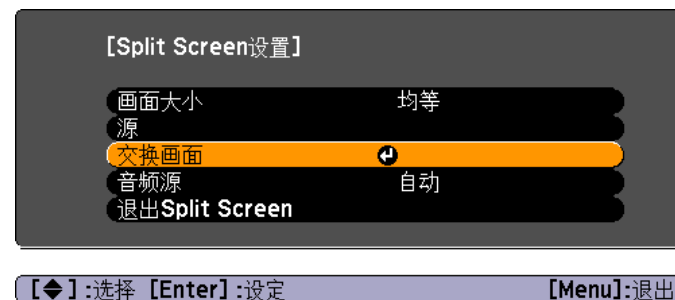 [Split Screen设置]
画面大小 均等
源
交换画面
音频源 自动
退出Split Screen
[◆]:选择 [Enter]:设定 [Menu]:退出